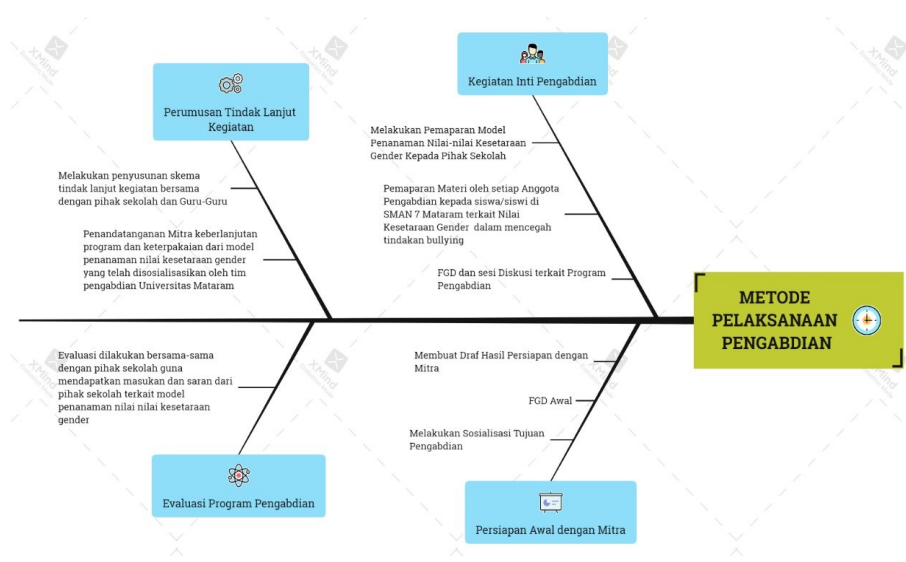 Kegiatan Inti Pengabdian
Perumusan Tindak Lanjut
Kegiatan
Melakukan Pemaparan Model
Penanaman Nilai-nilai Kesetaraan
Gender Kepada Pihak Sekolah
Melakukan penyusunan skema
tindak lanjut kegiatan bersama
dengan pihak sekolah dan Guru-Guru
Pemaparan Materi oleh setiap Anggota
Pengabdian kepada siswa/siswi di
SMAN 7 Mataram terkait Nilai
Kesetaraan Gender dalam mencegah
tindakan bullying
Penandatanganan Mitra keberlanjutan
program dan keterpakaian dari model
penanaman nilai kesetaraan gender
yang telah disosialisasikan oleh tim
pengabdian Universitas Mataram
FGD dan sesi Diskusi terkait Program
Pengabdian
METODE
PELAKSANAAN
PENGABDIAN
Evaluasi dilakukan bersama-sama
dengan pihak sekolah guna
mendapatkan masukan dan saran dari
pihak sekolah terkait model
penanaman nilai nilai kesetaraan
gender
Membuat Draf Hasil Persiapan dengan
Mitra
FGD Awal
Melakukan Sosialisasi Tujuan
Pengabdian
Evaluasi Program Pengabdian
Persiapan Awal dengan Mitra
XMind
XMind
XMind
XMind
XMind